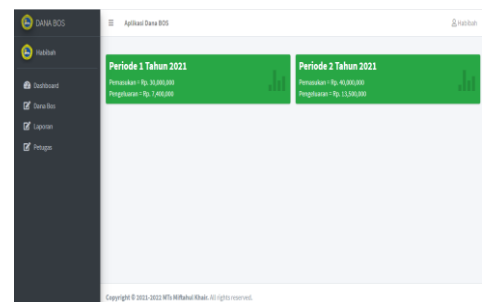 DANA BOS
Habibah
Dashboard
Dana Bos
Laporan
Petugas
Aplikasi Dana BOS
Habibah
Periode 1 Tahun 2021
Pemasukan = Rp. 30,000,000
Pengeluaran = Rp. 7,400,000
Periode 2 Tahun 2021
Pemasukan = Rp. 40,000,000
Pengeluaran = Rp. 13,500,000
Copyright © 2021-2022 MTs Miftahul Khair. All rights reserved.